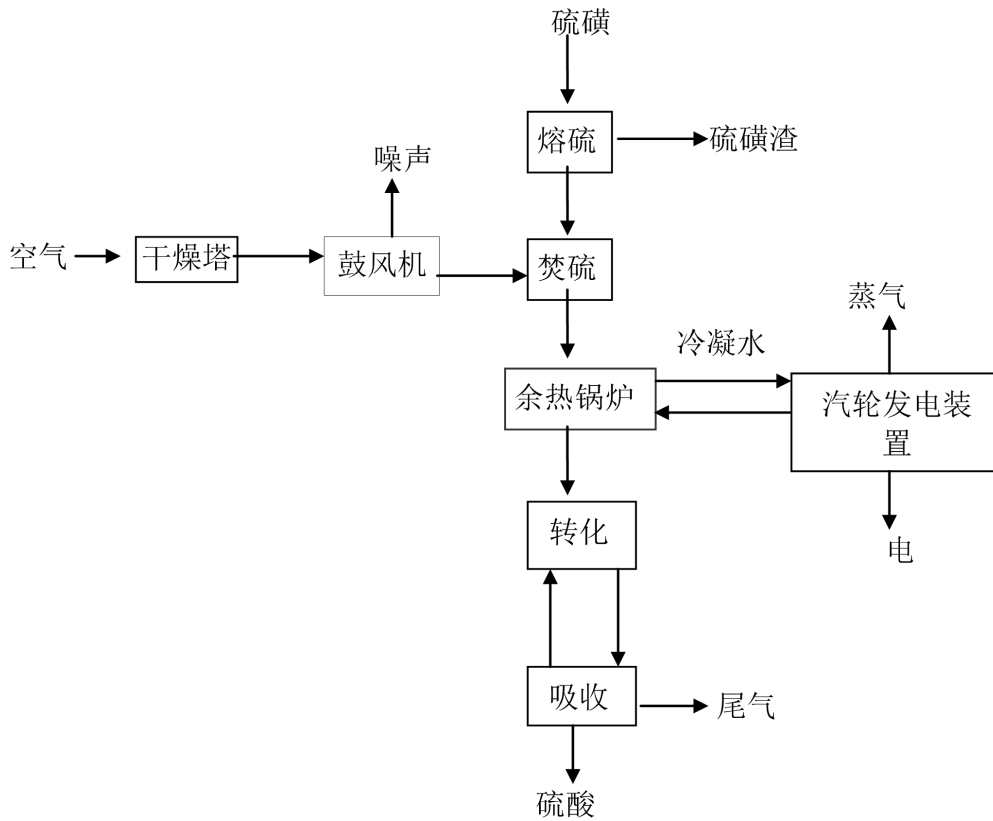 硫磺
熔硫
硫磺渣
噪声
空气
干燥塔
鼓风机
焚硫
蒸气
冷凝水
余热锅炉
汽轮发电装
置
转化
电
吸收
尾气
硫酸